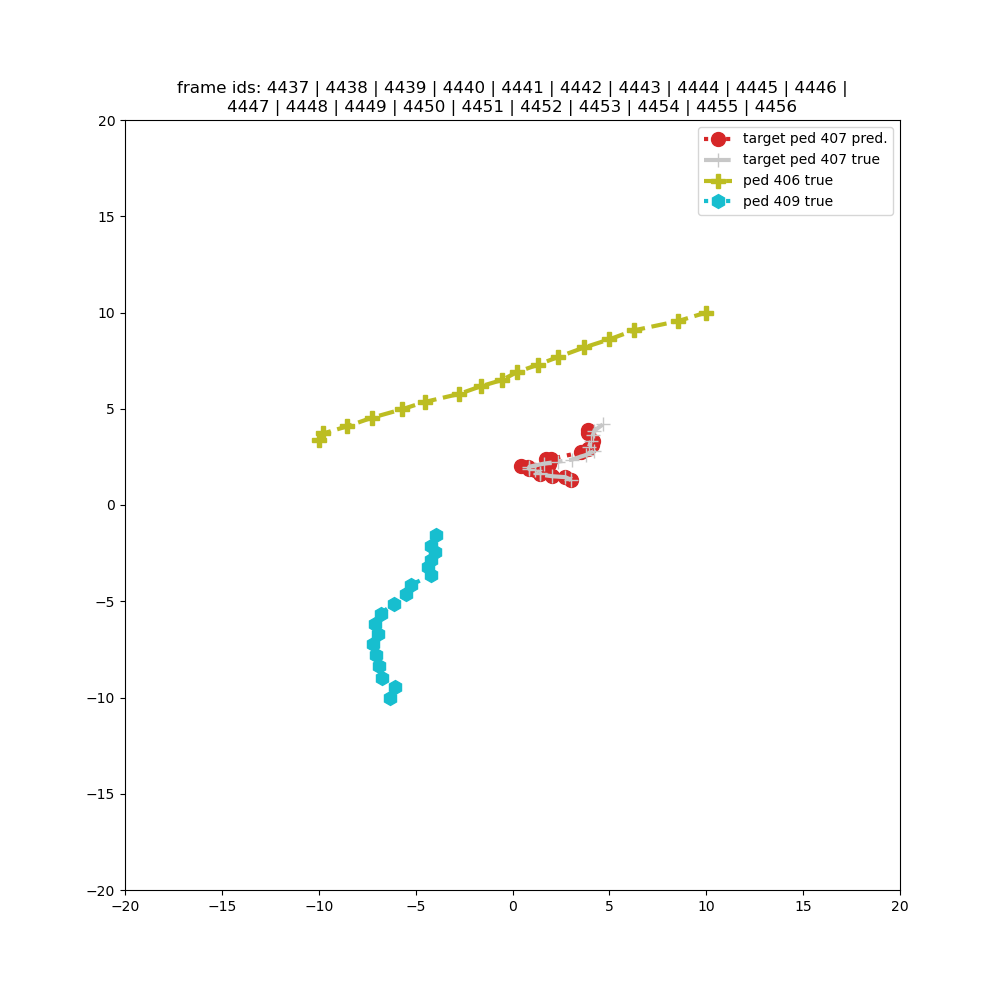 frame ids: 4437 | 4438 | 4439 | 4440 | 4441 | 4442 | 4443 | 4444 | 4445 | 4446 |
4447 | 4448 | 4449 | 4450 | 4451 | 4452 | 4453 | 4454 | 4455 | 4456
target ped 407 pred.
target ped 407 true
ped 406 true
ped 409 true
20
15
10
5
0
−5
−10
−15
−20
−20 −15 −10 −5 0 5 10 15 20